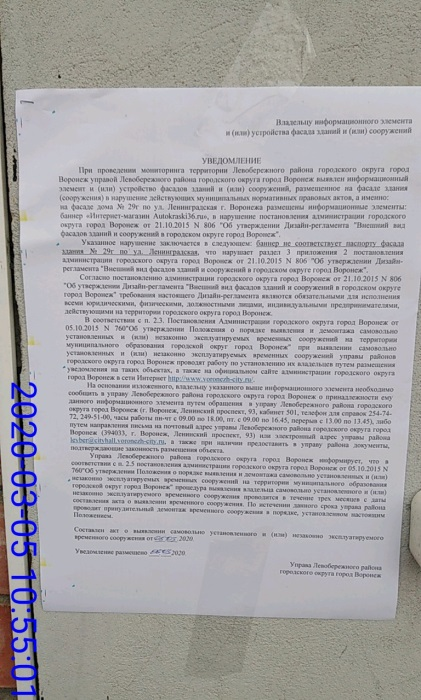 Владельцу информационного элемента
и (или) устройства фасада зданий и (или) сооружений
УВЕДОМЛЕНИЕ
При проведении мониторинга территории Левобережного района городского округа город
Воронеж управой Левобережного района городского округа город Воронеж выявлен информационный
элемент и (или) устройство фасадов зданий и (или) сооружений, размещенное на фасаде здания
(сооружения) в нарушение действующих муниципальных нормативных правовых актов, а именно:
на фасаде дома № 29г по ул. Ленинградская г. Воронежа размещены информационные элементы:
баннер «Интернет-магазин Autokraski36.ru», в нарушение постановления администрации городского
округа город Воронеж от 21.10.2015 N 806 "Об утверждении Дизайн-регламента "Внешний вид
фасадов зданий и сооружений в городском округе город Воронеж".
Указанное нарушение заключается в следующем: баннер не соответствует паспорту фасада
здания № 29г по ул. Ленинградская, что нарушает раздел 3 приложения 2 постановления
администрации городского округа город Воронеж от 21.10.2015 N 806 "Об утверждении Дизайн-
регламента "Внешний вид фасадов зданий и сооружений в городском округе город Воронеж".
Согласно постановлению администрации городского округа город Воронеж от 21.10.2015 N 806
"Об утверждении Дизайн-регламента "Внешний вид фасадов зданий и сооружений в городском округе
город Воронеж" требования настоящего Дизайн-регламента являются обязательными для исполнения
всеми юридическими, физическими, должностными лицами, индивидуальными предпринимателями,
действующими на территории городского округа город Воронеж.
В соответствии с п. 2.3. Постановления Администрации городского округа город Воронеж от
05.10.2015 N 760"Об утверждении Положения о порядке выявления и демонтажа самовольно
установленных и (или) незаконно эксплуатируемых временных сооружений на территории
муниципального образования городской округ город Воронеж" при выявлении самовольно
установленных и (или) незаконно эксплуатируемых временных сооружений управы районов
городского округа город Воронеж проводят работу по установлению их владельцев путем размещения
уведомления на таких объектах, а также на официальном сайте администрации городского округа
город Воронеж в сети Интернет http://www.voronezh-city.ru/.
На основании изложенного, владельцу указанного выше информационного элемента необходимо
сообщить в управу Левобережного района городского округа город Воронеж о принадлежности ему
данного информационного элемента путем обращения в управу Левобережного района городского
округа город Воронеж (г. Воронеж, Ленинский проспект, 93, кабинет 501, телефон для справок 254-74-
72, 249-51-00, часы работы пн-чт с 09.00 по 18.00, пт. с 09.00 по 16.45, перерыв с 13.00 по 13.45), либо
путем направления письма на почтовый адрес управы Левобережного района городского округа город
Воронеж (394033, г. Воронеж, Ленинский проспект, 93) или электронный адрес управы района
levber@cityhall.voronezh-city.ru, а также при наличии предоставить в управу района документы,
подтверждающие законность размещения объекта.
Управа Левобережного района городского округа город Воронеж информирует, что в
соответствии с п. 2.5 постановления администрации городского округа город Воронеж от 05.10.2015 N
760"Об утверждении Положения о порядке выявления и демонтажа самовольно установленных и (или)
незаконно эксплуатируемых временных сооружений на территории муниципального образования
городской округ город Воронеж" процедура выявления владельца самовольно установленного и (или)
незаконно эксплуатируемого временного сооружения проводится в течение трех месяцев с даты
составления акта о выявлении временного сооружения. По истечении данного срока управа района
проводит принудительный демонтаж временного сооружения в порядке, установленном настоящим
Положением.
Составлен акт о выявлении самовольно установленного и (или) незаконно эксплуатируемого
временного сооружения от 2020.
Уведомление размещено 2020
Управа Левобережного района
городского округа город Воронеж
2020-03-05 10:55:01